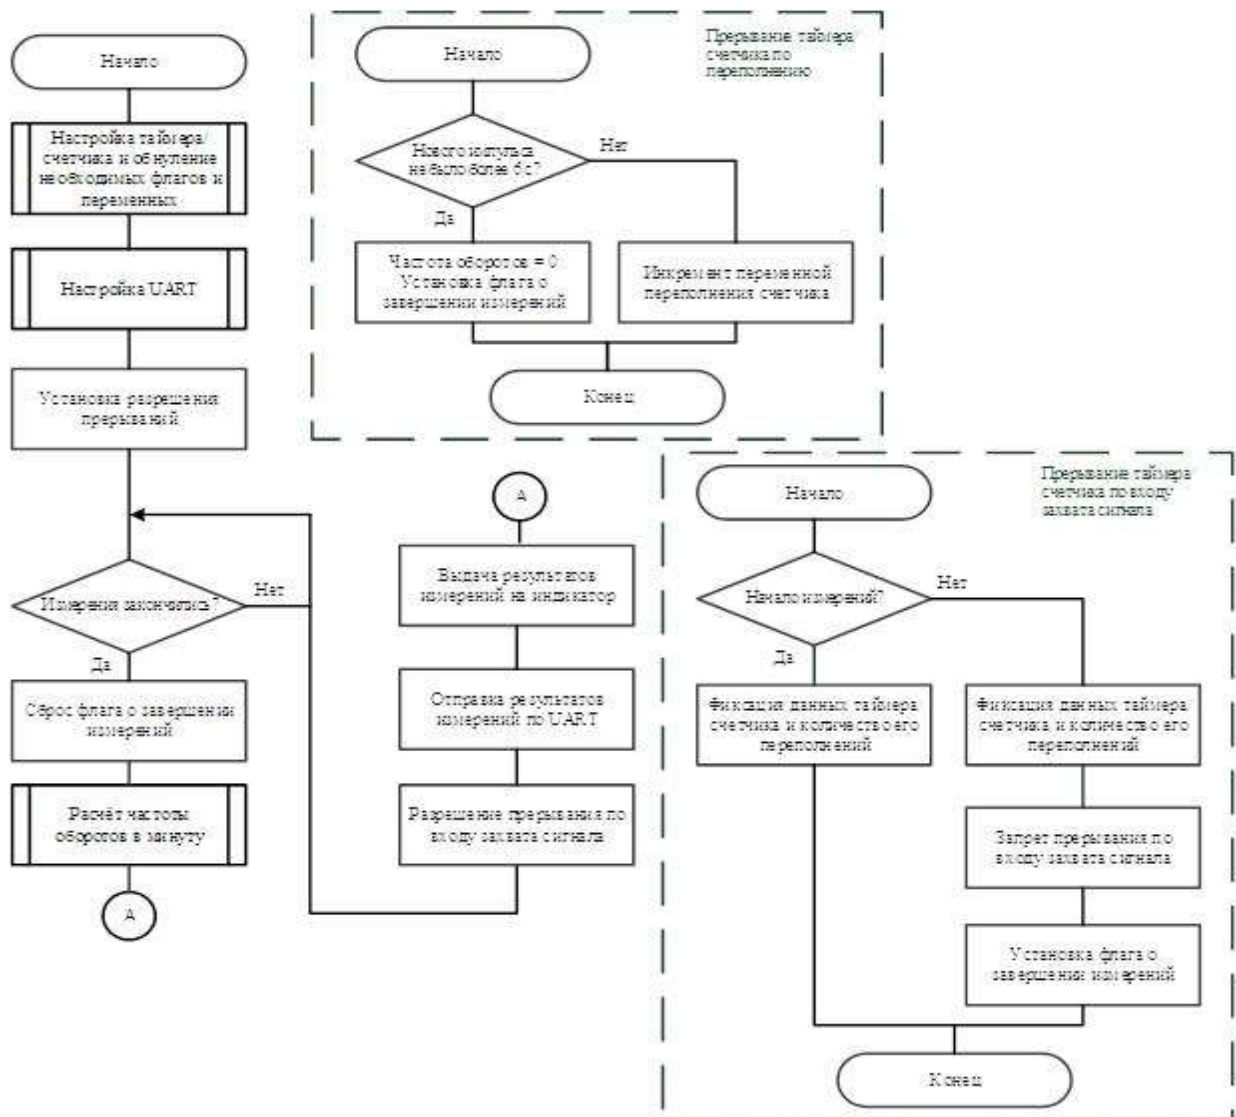 Начало
Настройка таймера/
счетчика и обнуление
необходимых флагов и
переменных
Настройка UART
Установка разрешения
прерываний
Измерения закончились?
Нет
Да
Сброс флага о завершении
измерений
Расчёт частоты
оборотов в минуту
А
Прерывание таймера/
счетчика по
переполнению
Начало
Нового импульса
не было более 6 с?
Нет
Да
Частота оборотов = 0
Установка флага о
завершении измерений
Инкремент переменной
переполнения счетчика
Конец
А
Выдача результатов
измерений на индикатор
Отправка результатов
измерений по UART
Разрешение прерывания по
входу захвата сигнала
Прерывание таймера/
счетчика по входу
захвата сигнала
Начало
Начало измерений?
Нет
Да
Фиксация данных таймера/
счетчика и количество его
переполнений
Фиксация данных таймера/
счетчика и количество его
переполнений
Запрет прерывания по
входу захвата сигнала
Установка флага о
завершении измерений
Конец